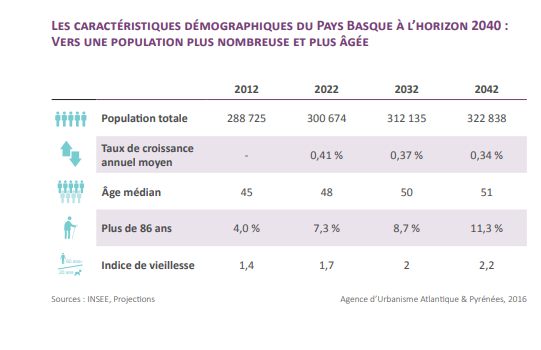 Les caractéristiques démographiques du Pays Basque à l'horizon 2040 :
Vers une population plus nombreuse et plus âgée
2012 2022 2032 2042
Population totale 288 725 300 674 312 135 322 838
Taux de croissance
annuel moyen - 0,41 % 0,37 % 0,34 %
Âge médian 45 48 50 51
Plus de 86 ans 4,0 % 7,3 % 8,7 % 11,3 %
Indice de vieillesse 1,4 1,7 2 2,2
Sources : INSEE, Projections Agence d'Urbanisme Atlantique & Pyrénées, 2016